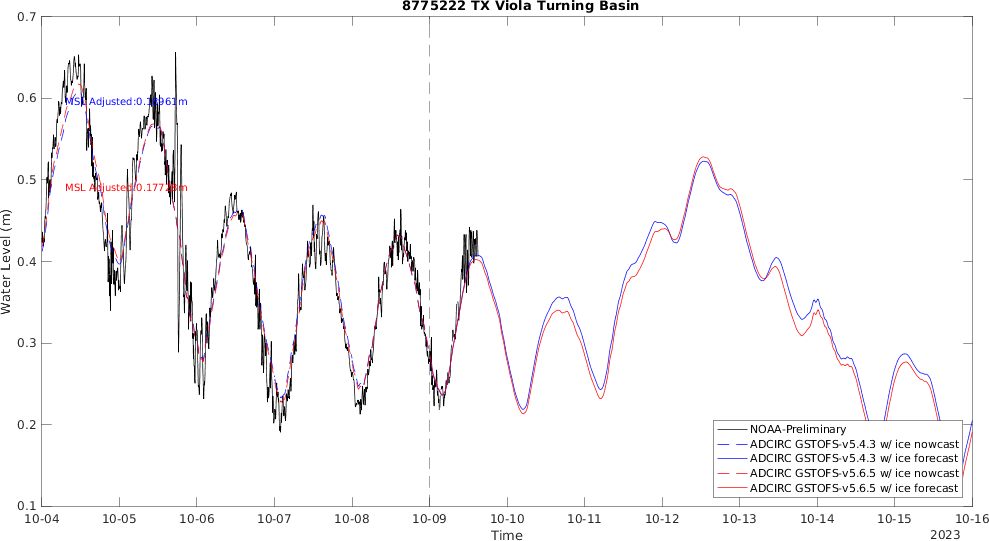 8775222 TX Viola Turning Basin
0.7
0.6
0.5
0.4
0.3
0.2
0.1
Water Level (m)
MSL Adjusted:
MSL Adjusted:
NOAA-Preliminary
ADCIRC GSTOFS-v5.4.3 w/ ice nowcast
ADCIRC GSTOFS-v5.4.3 w/ ice forecast
ADCIRC GSTOFS-v5.6.5 w/ ice nowcast
ADCIRC GSTOFS-v5.6.5 w/ ice forecast
10-04 10-05 10-06 10-07 10-08 10-09 10-10 10-11 10-12 10-13 10-14 10-15 10-16
Time
2023